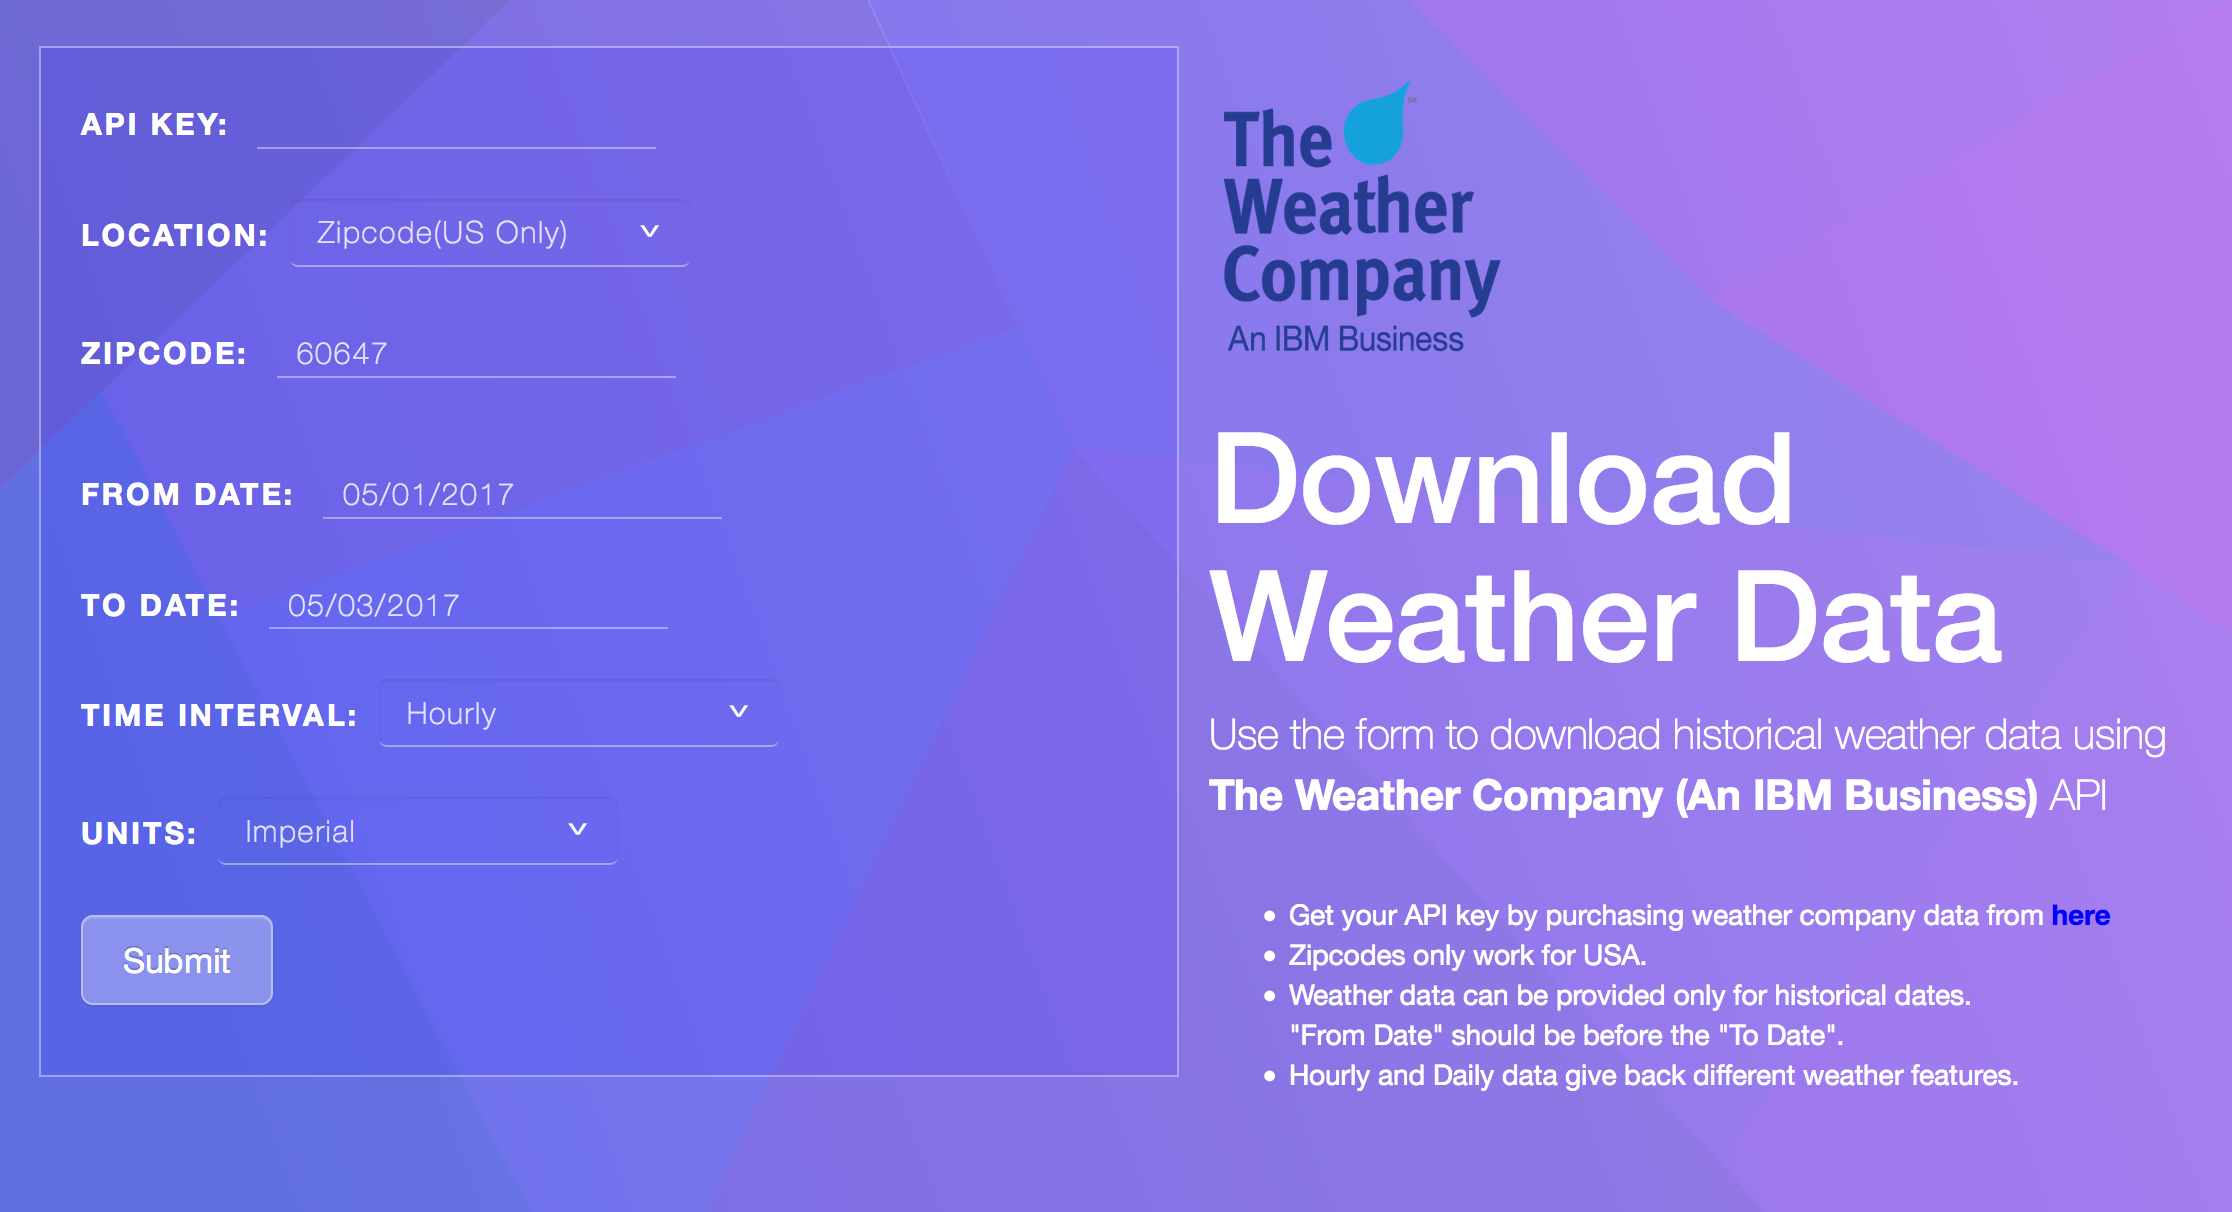 API KEY:
LOCATION: Zipcode(US Only)
ZIPCODE: 60647
FROM DATE: 05/01/2017
TO DATE: 05/03/2017
TIME INTERVAL: Hourly
UNITS: Imperial
Submit
The
Weather
Company
An IBM Business
Download
Weather Data
Use the form to download historical weather data using
The Weather Company (An IBM Business) API
• Get your API key by purchasing weather company data from here
• Zipcodes only work for USA.
• Weather data can be provided only for historical dates.
"From Date" should be before the "To Date".
• Hourly and Daily data give back different weather features.